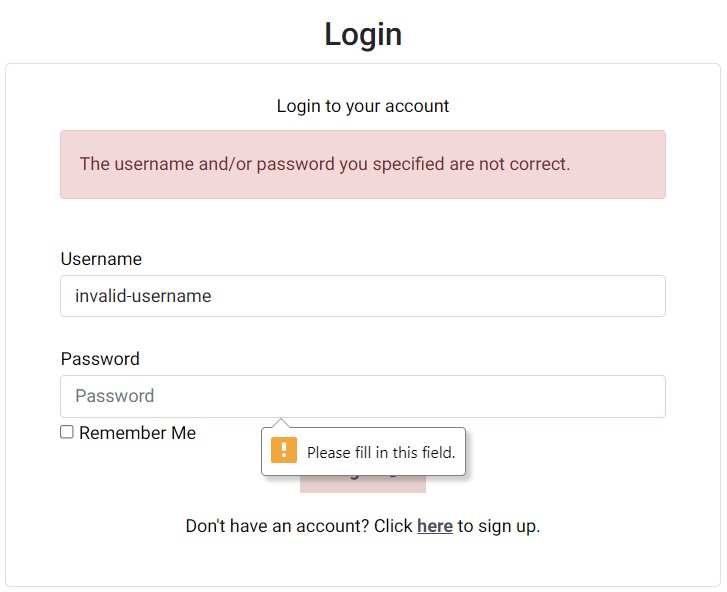 Login
Login to your account
The username and/or password you specified are not correct.
Username
invalid-username
Password
Password
Remember Me
Please fill in this field.
Don't have an account? Click here to sign up.